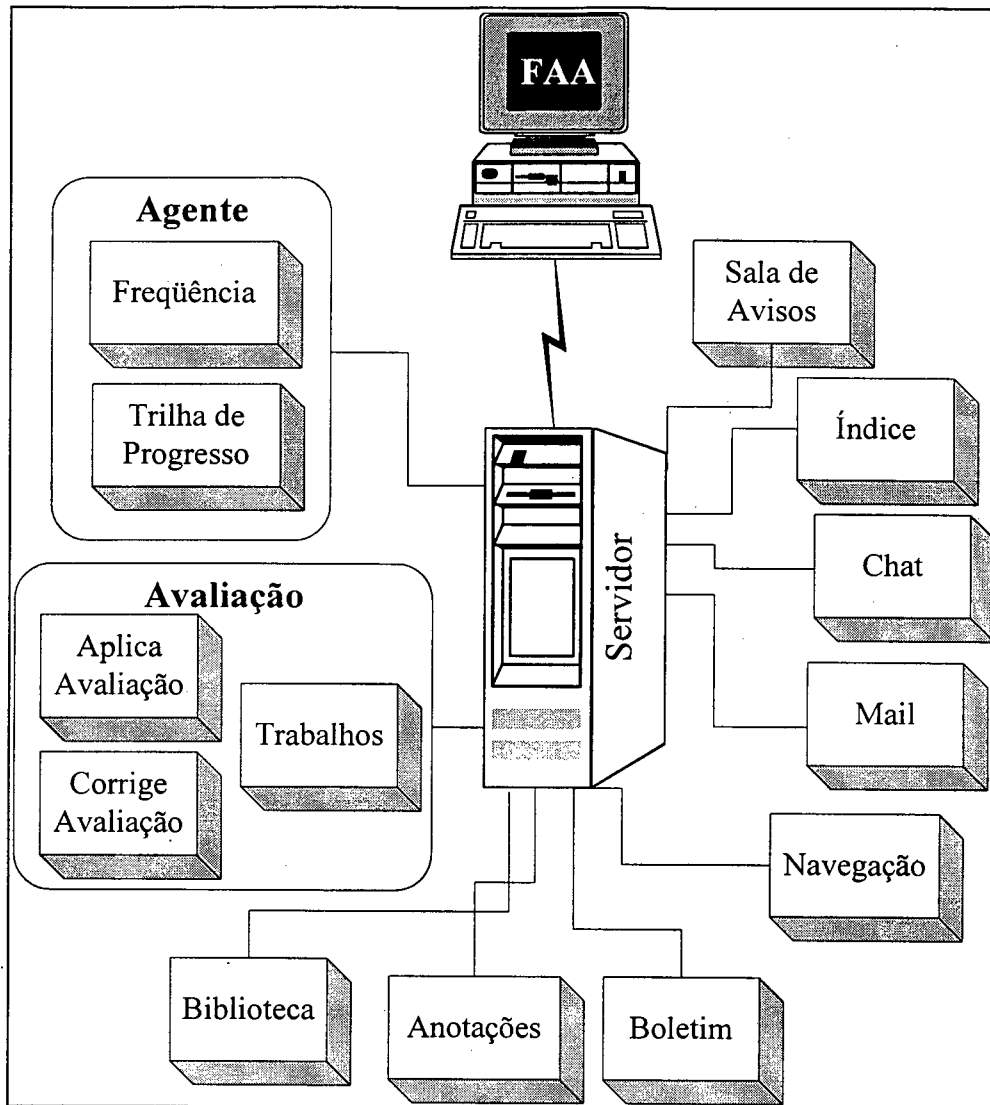 FAA
Agente
Freqüência
Trilha de
Progresso
Sala de
Avisos
Índice
Chat
Mail
Servidor
Avaliação
Aplica
Avaliação
Trabalhos
Corrige
Avaliação
Navegação
Biblioteca
Anotações
Boletim